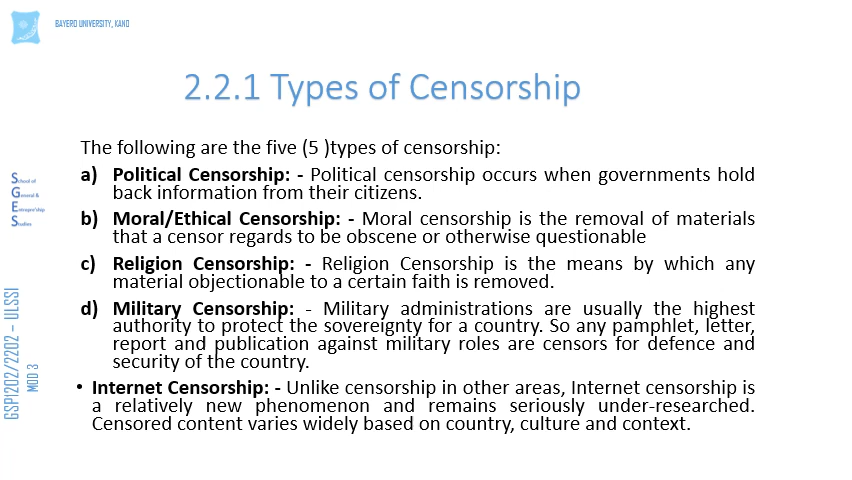 BAYERO UNIVERSITY, KANO
2.2.1 Types of Censorship
The following are the five (5 )types of censorship:
a) Political Censorship: - Political censorship occurs when governments hold
back information from their citizens.
b) Moral/Ethical Censorship: - Moral censorship is the removal of materials
that a censor regards to be obscene or otherwise questionable
c) Religion Censorship: - Religion Censorship is the means by which any
material objectionable to a certain faith is removed.
d) Military Censorship: - Military administrations are usually the highest
authority to protect the sovereignty for a country. So any pamphlet, letter,
report and publication against military roles are censors for defence and
security of the country.
• Internet Censorship: - Unlike censorship in other areas, Internet censorship is
a relatively new phenomenon and remains seriously under-researched.
Censored content varies widely based on country, culture and context.
School of
General &
Entrepre'ship
Studies
GSP1202/2202 – ULSSI
MOD 3